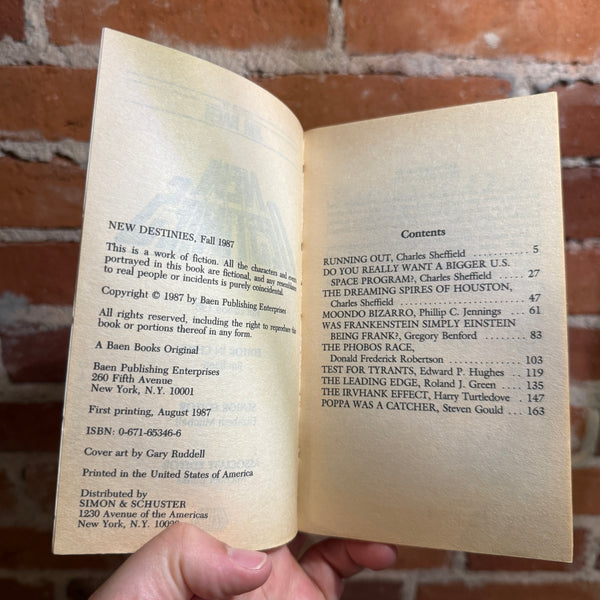 NEW DESTINIES, Fall 1987
This is a work of fiction. All the characters and events
portrayed in this book are fictional, and any resemblance
to real people or incidents is purely coincidental.
Copyright © 1987 by Baen Publishing Enterprises
All rights reserved, including the right to reproduce this
book or portions thereof in any form.
A Baen Books Original
Baen Publishing Enterprises
260 Fifth Avenue
New York, N.Y. 10001
First printing, August 1987
ISBN: 0-671-65346-6
Cover art by Gary Ruddell
Printed in the United States of America
Distributed by
SIMON & SCHUSTER
1230 Avenue of the Americas
New York, N.Y. 10020
Contents
RUNNING OUT, Charles Sheffield .......... 5
DO YOU REALLY WANT A BIGGER U.S.
SPACE PROGRAM?, Charles Sheffield ..... 27
THE DREAMING SPIRES OF HOUSTON,
Charles Sheffield ..................... 47
MOONDO BIZARRO, Phillip C. Jennings .... 61
WAS FRANKENSTEIN SIMPLY EINSTEIN
BEING FRANK?, Gregory Benford ........ 83
THE PHOBOS RACE,
Donald Frederick Robertson ............ 103
TEST FOR TYRANTS, Edward P. Hughes .. 119
THE LEADING EDGE, Roland J. Green .... 135
THE IRVHANK EFFECT, Harry Turtledove . 147
POPPA WAS A CATCHER, Steven Gould ... 163